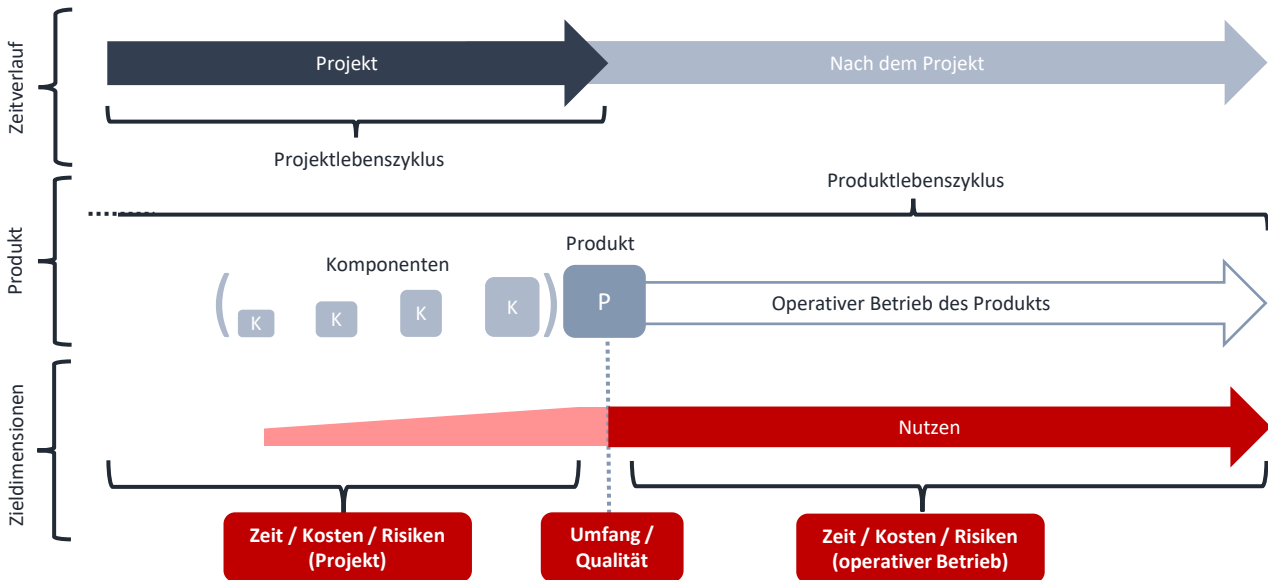 Zeitverlauf
Projekt
Nach dem Projekt
Projektlebenszyklus
Produkt
Produktlebenszyklus
Produkt
Komponenten
K
K
K
K
P
Operativer Betrieb des Produkts
Zieldimensionen
Nutzen
Zeit / Kosten / Risiken
(Projekt)
Umfang /
Qualität
Zeit / Kosten / Risiken
(operativer Betrieb)